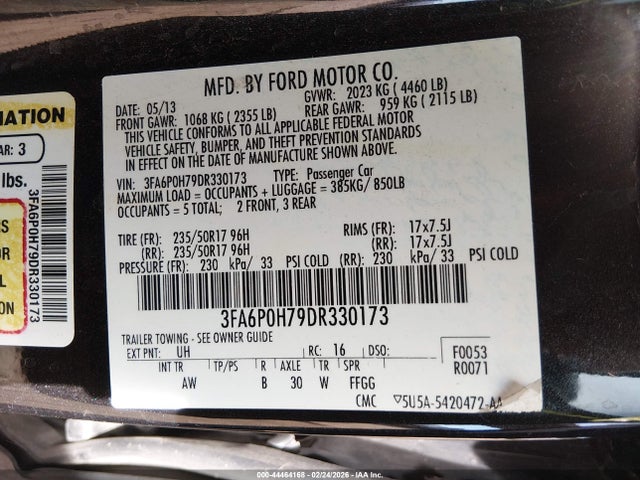 MATION
AR: 3
lbs.
S
OR
L
S
3FA6P0H79DR330173
MFD. BY FORD MOTOR CO.
DATE: 05/13 GVWR: 2023 KG ( 4460 LB)
FRONT GAWR: 1068 KG ( 2355 LB) REAR GAWR: 959 KG ( 2115 LB)
THIS VEHICLE CONFORMS TO ALL APPLICABLE FEDERAL MOTOR
VEHICLE SAFETY, BUMPER, AND THEFT PREVENTION STANDARDS
IN EFFECT ON THE DATE OF MANUFACTURE SHOWN ABOVE.
VIN: 3FA6P0H79DR330173 TYPE: Passenger Car
MAXIMUM LOAD = OCCUPANTS + LUGGAGE = 385KG/ 850LB
OCCUPANTS = 5 TOTAL; 2 FRONT, 3 REAR
TIRE (FR): 235/50R17 96H RIMS (FR): 17x7.5J
(RR): 235/50R17 96H (RR): 17x7.5J
PRESSURE (FR): 230 kPa/ 33 PSI COLD (RR): 230 kPa/ 33 PSI COLD
3FA6P0H79DR330173
TRAILER TOWING - SEE OWNER GUIDE
EXT PNT: UH RC: 16 DSO: F0053
INT TR TP/PS R AXLE TR SPR R0071
AW B 30 W FFGG
CMC ▽5U5A-5420472-AA
000-44464168 - 02/24/2026 - IAA Inc.